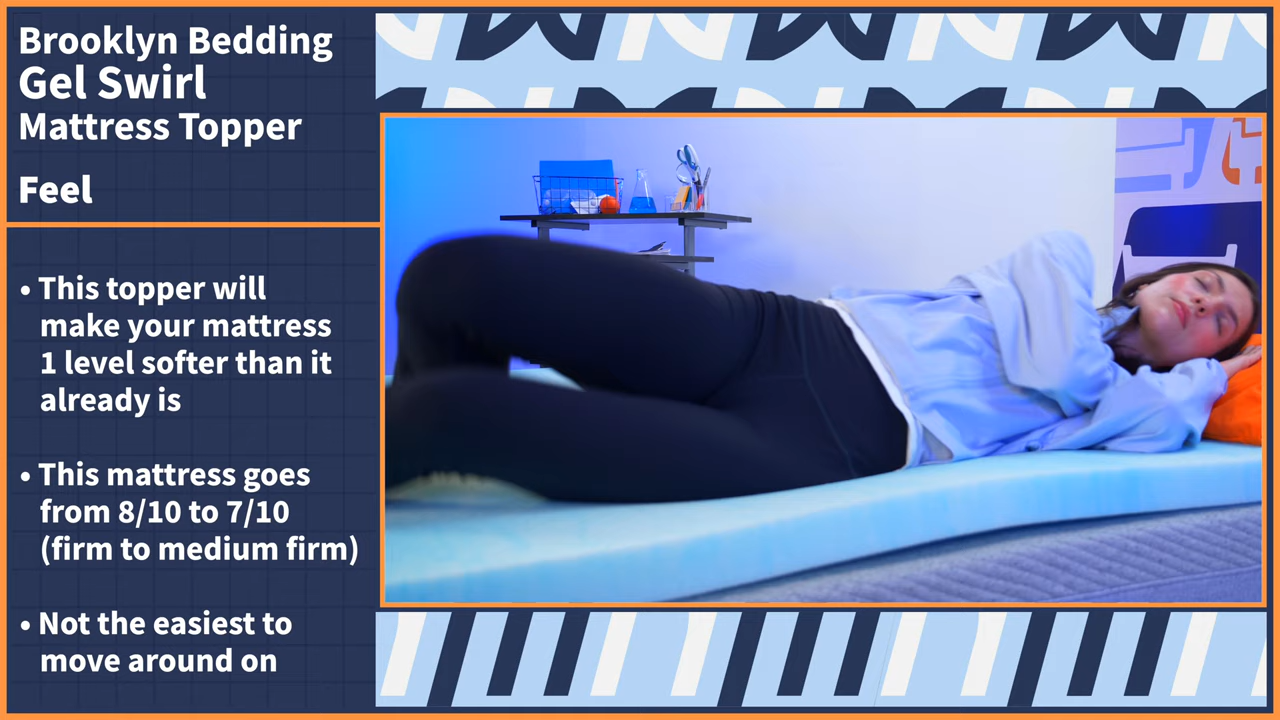 Brooklyn Bedding
Gel Swirl
Mattress Topper
Feel
• This topper will
make your mattress
1 level softer than it
already is
• This mattress goes
from 8/10 to 7/10
(firm to medium firm)
• Not the easiest to
move around on